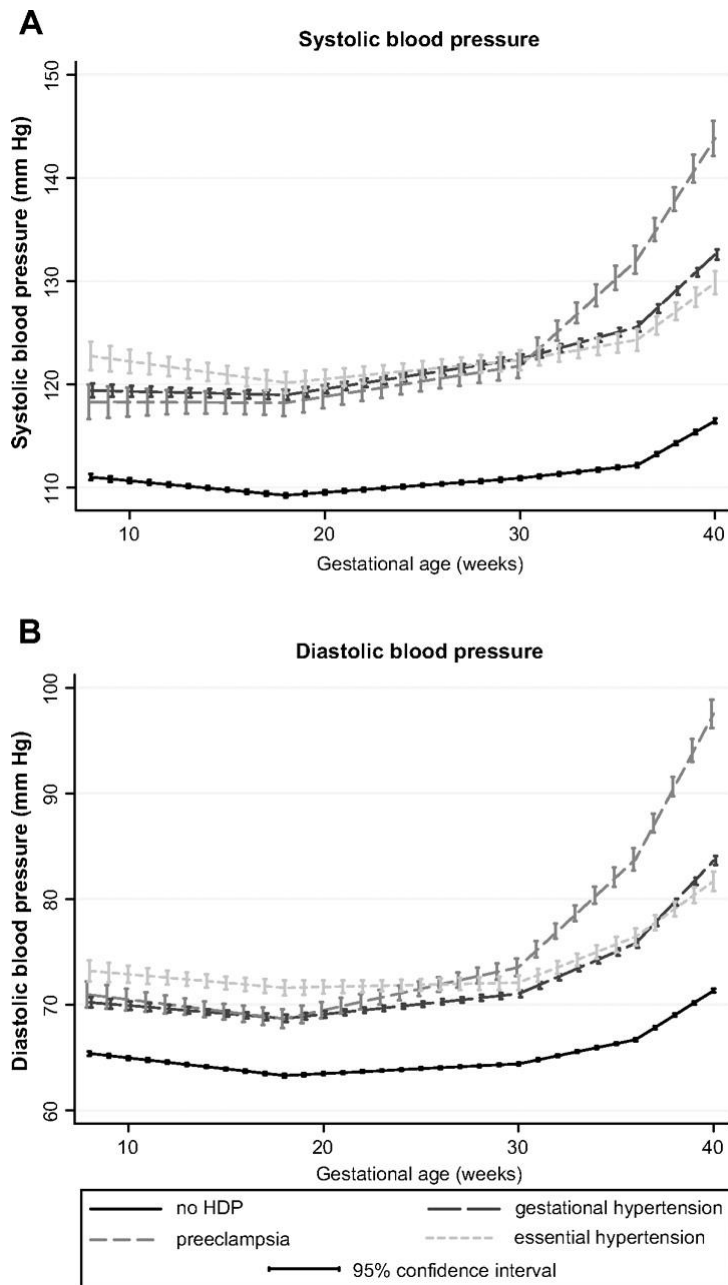 A
Systolic blood pressure
Systolic blood pressure (mm Hg)
150
140
130
120
110
10 20 30 40
Gestational age (weeks)
B
Diastolic blood pressure
Diastolic blood pressure (mm Hg)
100
90
80
70
60
10 20 30 40
Gestational age (weeks)
no HDP gestational hypertension
preeclampsia essential hypertension
95% confidence interval